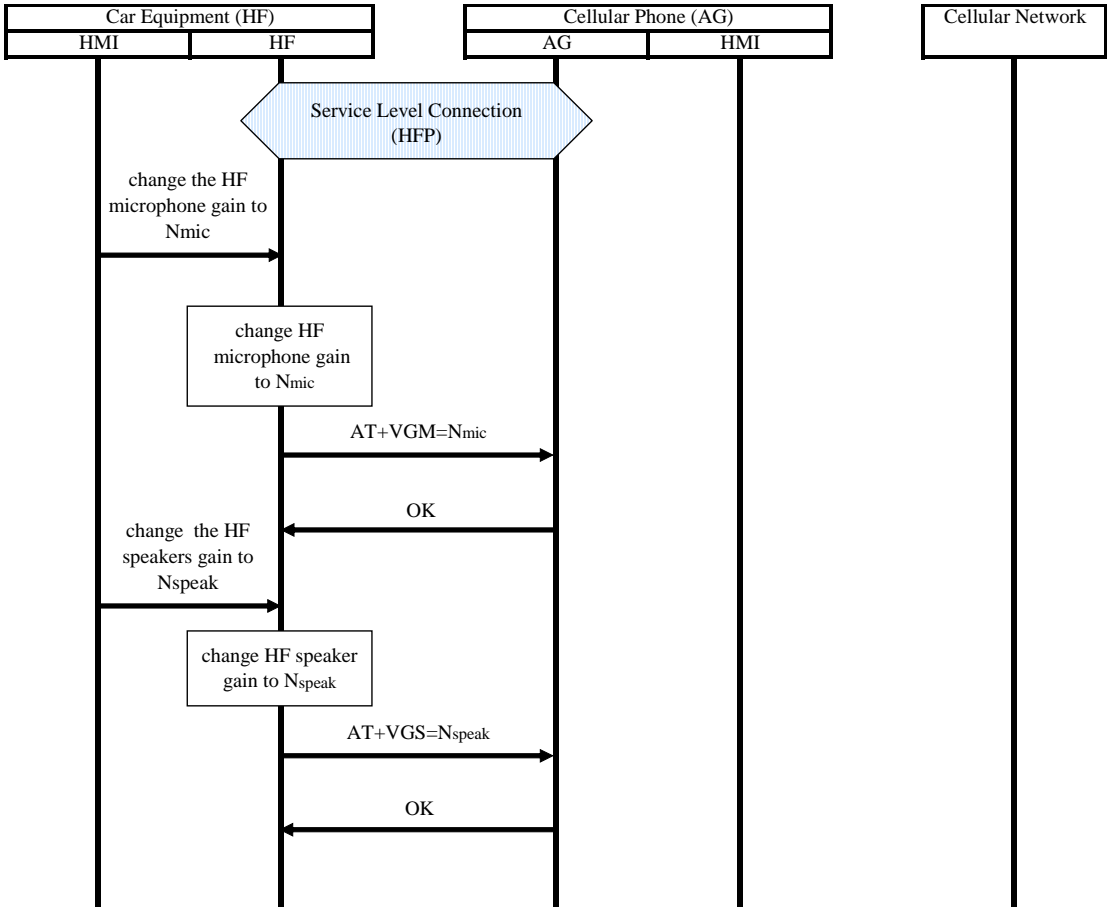 Car Equipment (HF)
Cellular Phone (AG)
Cellular Network
HMI
HF
AG
HMI
Service Level Connection
(HFP)
change the HF
microphone gain to
Nmic
change HF
microphone gain
to Nmic
AT+VGM=Nmic
OK
change the HF
speakers gain to
Nspeak
change HF speaker
gain to Nspeak
AT+VGS=Nspeak
OK